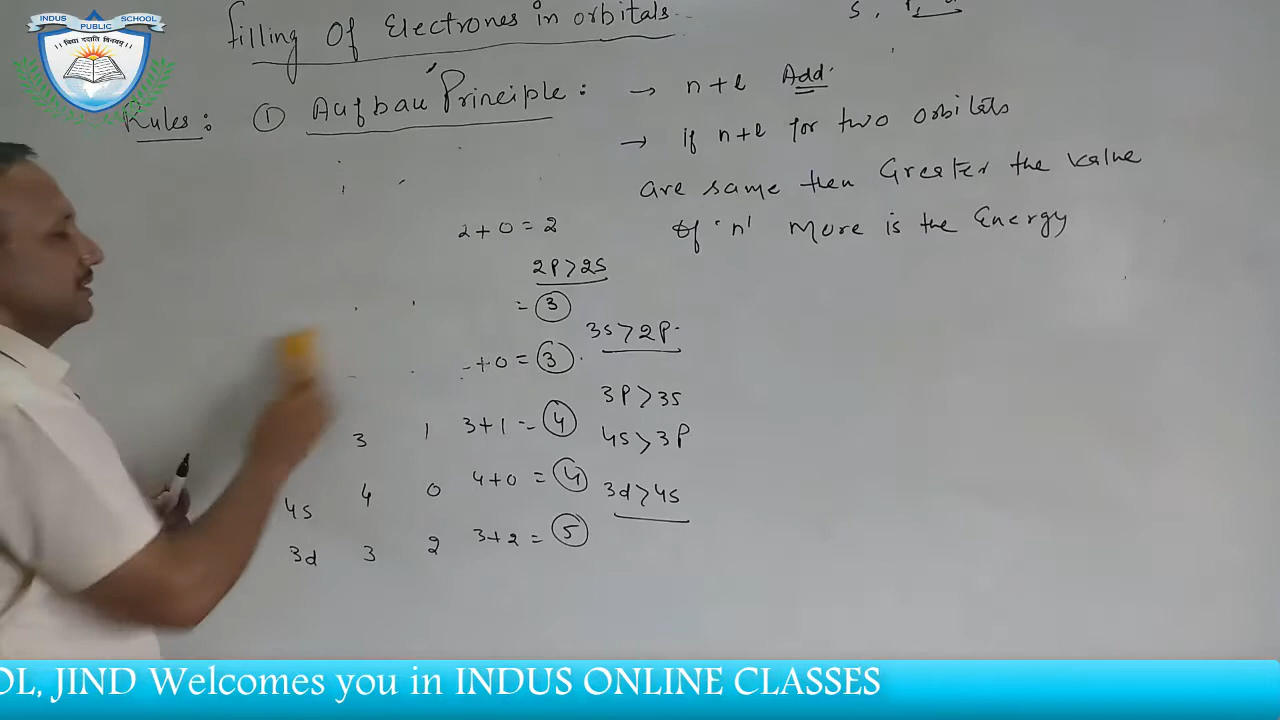 INDUS
PUBLIC SCHOOL
।। विद्या ददाति विनयम् ।।
filling Of Electrones in orbitals
s ,
Rules: ① Aufbau Principle: → n+l Add.
→ if n+l for two orbitals
are same then Greater the value
of 'n' More is the Energy
2+0=2
2P>2S
= 3
3s>2P
+0= 3
3P>3S
3 1 3+1 = 4
4s>3P
4s 4 0 4+0 = 4
3d>4s
3d 3 2 3+2 = 5
OL, JIND Welcomes you in INDUS ONLINE CLASSES